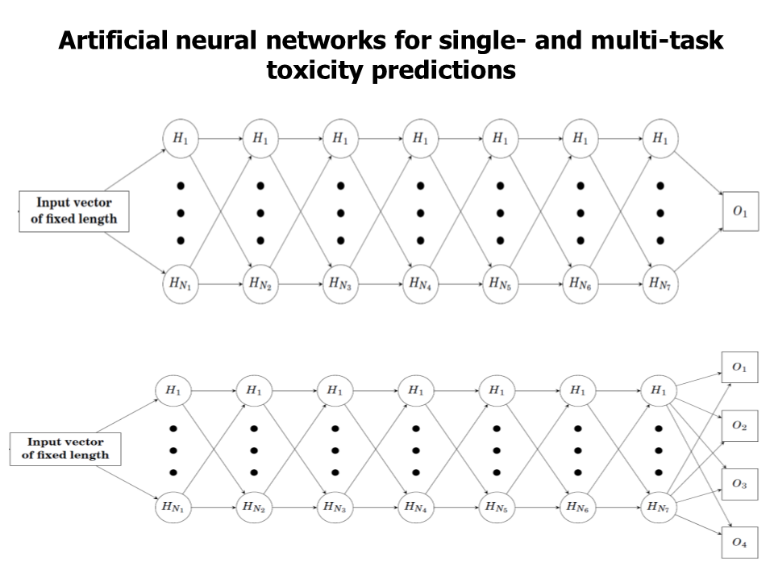 Artificial neural networks for single- and multi-task
toxicity predictions
H1 H1 H1 H1 H1 H1 H1
Input vector
of fixed length
O1
HN1 HN2 HN3 HN4 HN5 HN6 HN7
O1
H1 H1 H1 H1 H1 H1 H1
O2
Input vector
of fixed length
O3
HN1 HN2 HN3 HN4 HN5 HN6 HN7
O4